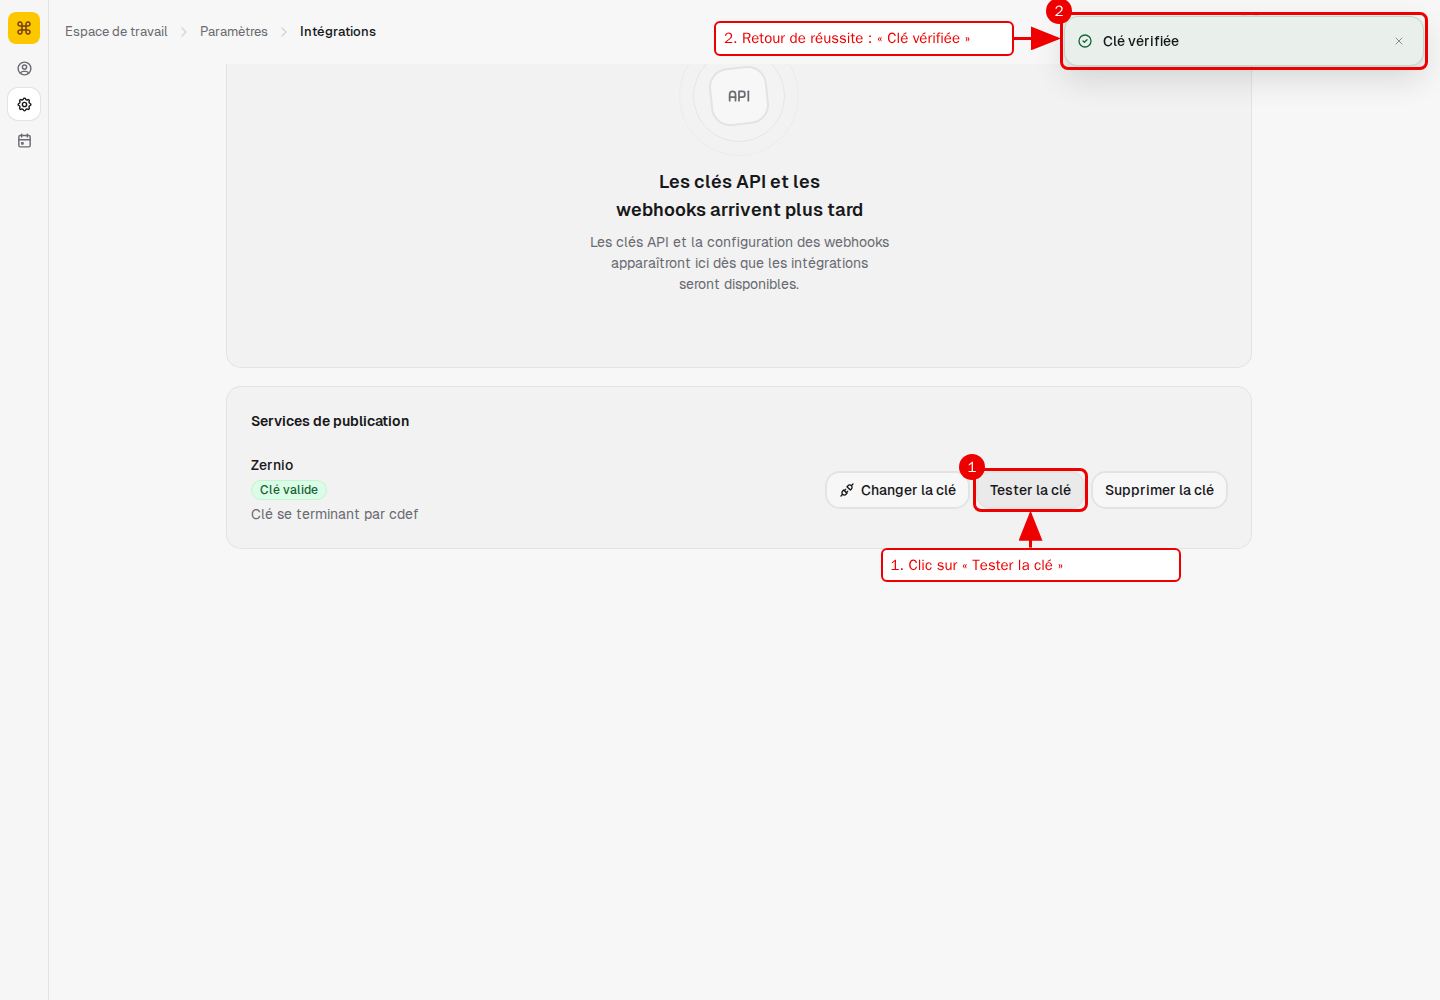 Espace de travail
Paramètres
Intégrations
2. Retour de réussite : « Clé vérifiée »
2
Clé vérifiée
API
Les clés API et les
webhooks arrivent plus tard
Les clés API et la configuration des webhooks
apparaîtront ici dès que les intégrations
seront disponibles.
Services de publication
Zernio
Clé valide
Clé se terminant par cdef
Changer la clé
1
Tester la clé
Supprimer la clé
1. Clic sur « Tester la clé »